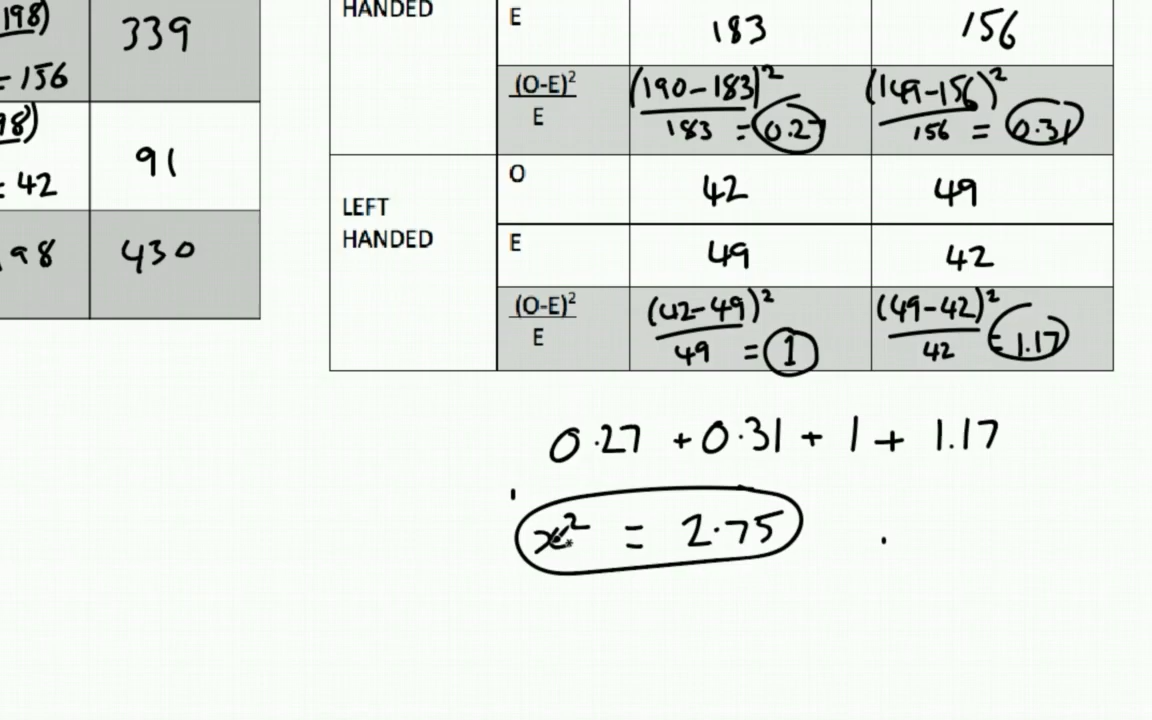 198)
= 156
339
98)
= 42
91
198
430
HANDED
E
183
156
(O-E)²
E
(190-183)²
183 = 0.27
(149-156)²
156 = 0.31
LEFT
HANDED
O
42
49
E
49
42
(O-E)²
E
(42-49)²
49 = 1
(49-42)²
42 = 1.17
0.27 + 0.31 + 1 + 1.17
x² = 2.75